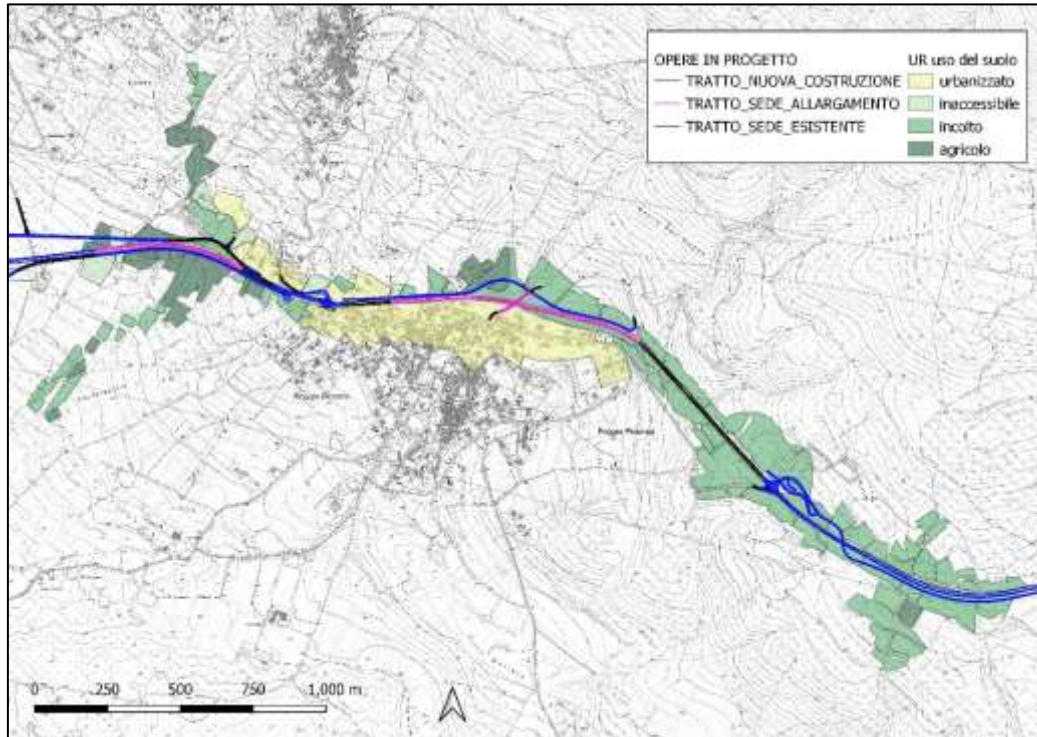 OPERE IN PROGETTO
TRATTO_NUOVA_COSTRUZIONE
TRATTO_SEDE_ALLARGAMENTO
TRATTO_SEDE_ESISTENTE
UR uso del suolo
urbanizzato
inaccessibile
incolto
agricolo
0 250 500 750 1,000 m